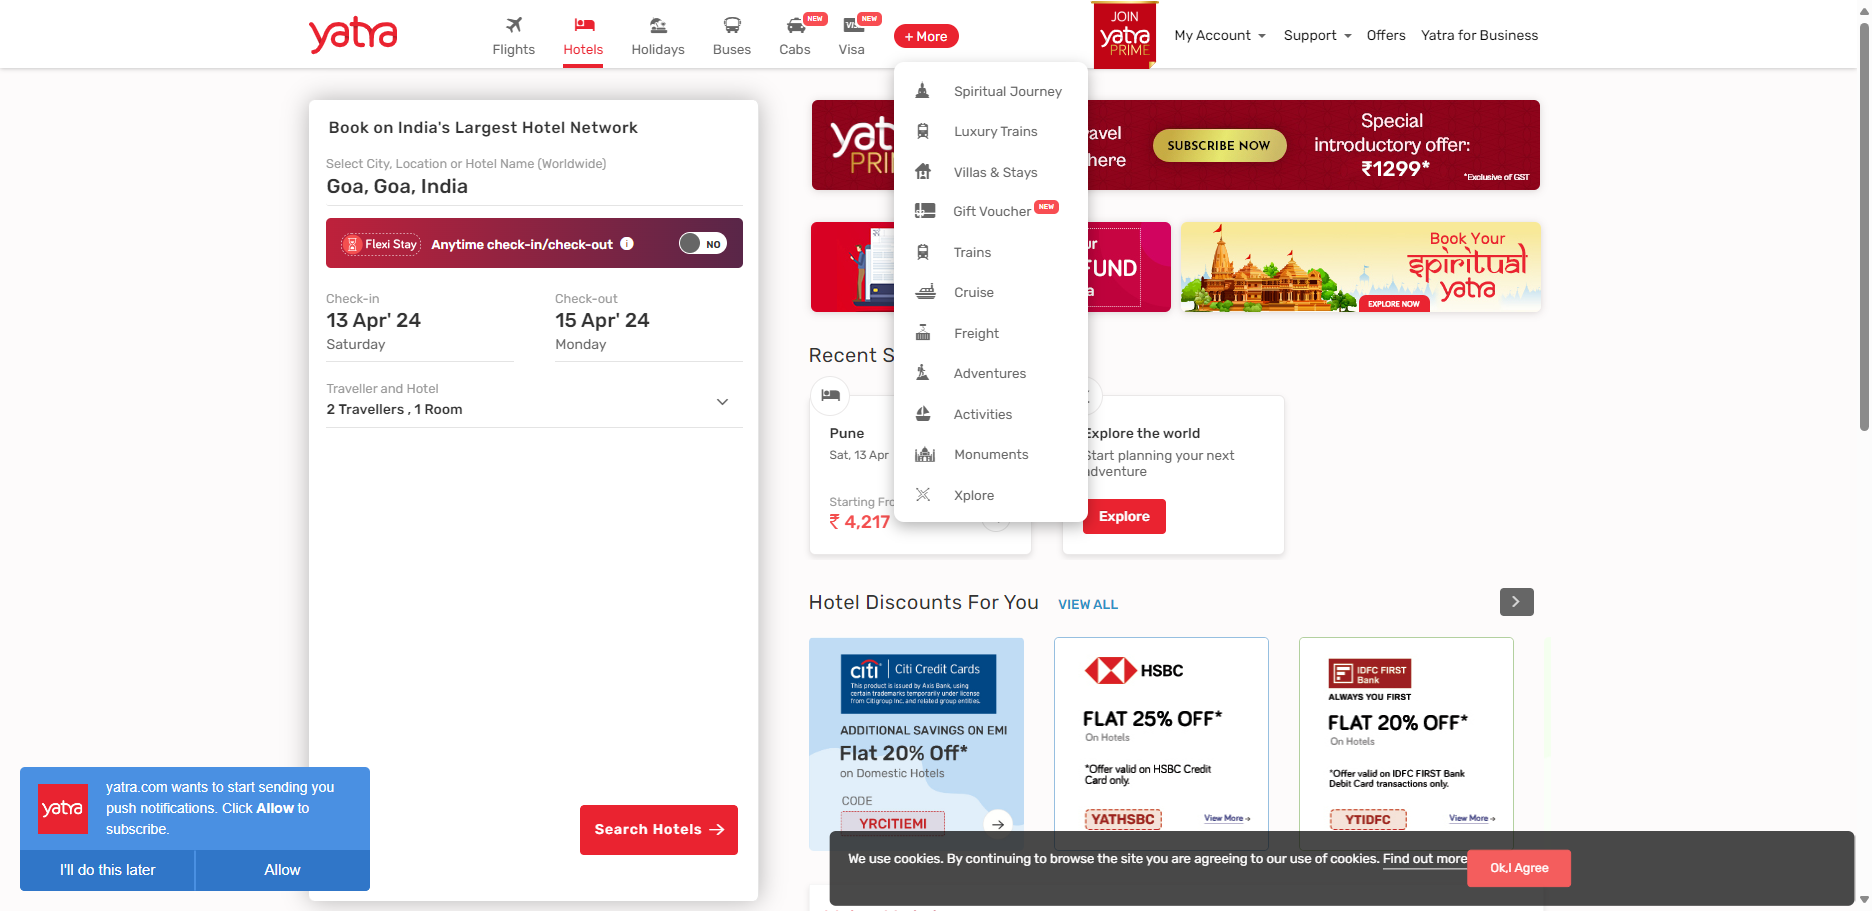 yatra
Flights
Hotels
Holidays
Buses
NEW
Cabs
NEW
Visa
+ More
JOIN
yatra
PRIME
My Account
Support
Offers
Yatra for Business
Spiritual Journey
Luxury Trains
Villas & Stays
Gift Voucher NEW
Trains
Cruise
Freight
Adventures
Activities
Monuments
Xplore
Book on India's Largest Hotel Network
Select City, Location or Hotel Name (Worldwide)
Goa, Goa, India
Flexi Stay Anytime check-in/check-out i NO
Check-in
13 Apr' 24
Saturday
Check-out
15 Apr' 24
Monday
Traveller and Hotel
2 Travellers , 1 Room
Search Hotels
SUBSCRIBE NOW
Special
introductory offer:
₹1299*
*Exclusive of GST
Book Your
spiritual
yatra
EXPLORE NOW
Recent S
Pune
Sat, 13 Apr
Starting Fro
₹ 4,217
Explore the world
Start planning your next
adventure
Explore
Hotel Discounts For You
VIEW ALL
citi Citi Credit Cards
This product is issued by Axis Bank, using
certain trademarks temporarily under license
from Citigroup Inc. and related group entities.
ADDITIONAL SAVINGS ON EMI
Flat 20% Off*
on Domestic Hotels
CODE
YRCITIEMI
HSBC
FLAT 25% OFF*
On Hotels
*Offer valid on HSBC Credit
Card only.
YATHSBC
View More
IDFC FIRST
Bank
ALWAYS YOU FIRST
FLAT 20% OFF*
On Hotels
*Offer valid on IDFC FIRST Bank
Debit Card transactions only.
YTIDFC
View More
yatra
yatra.com wants to start sending you
push notifications. Click Allow to
subscribe.
I'll do this later
Allow
We use cookies. By continuing to browse the site you are agreeing to our use of cookies. Find out more
Ok,I Agree